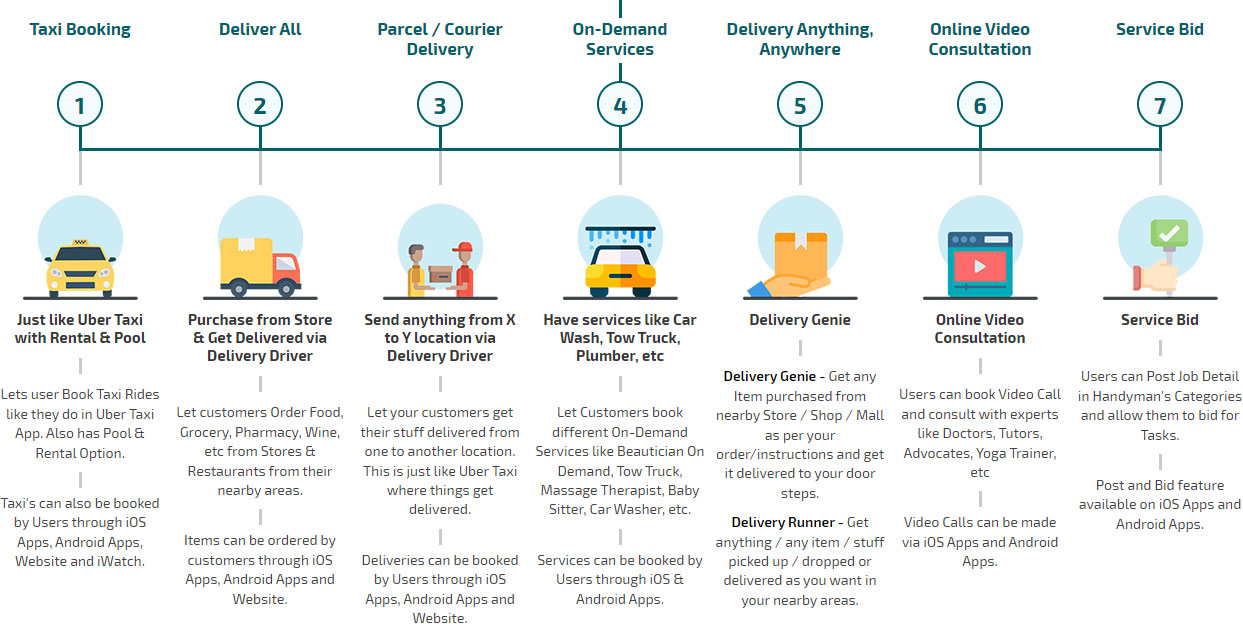 Taxi Booking
1
Just like Uber Taxi
with Rental & Pool
Lets user Book Taxi Rides
like they do in Uber Taxi
App. Also has Pool &
Rental Option.
Taxi's can also be booked
by Users through iOS
Apps, Android Apps,
Website and iWatch.
Deliver All
2
Purchase from Store
& Get Delivered via
Delivery Driver
Let customers Order Food,
Grocery, Pharmacy, Wine,
etc from Stores &
Restaurants from their
nearby areas.
Items can be ordered by
customers through iOS
Apps, Android Apps and
Website.
Parcel / Courier
Delivery
3
Send anything from X
to Y location via
Delivery Driver
Let your customers get
their stuff delivered from
one to another location.
This is just like Uber Taxi
where things get
delivered.
Deliveries can be booked
by Users through iOS
Apps, Android Apps and
Website.
On-Demand
Services
4
Have services like Car
Wash, Tow Truck,
Plumber, etc
Let Customers book
different On-Demand
Services like Beautician On
Demand, Tow Truck,
Massage Therapist, Baby
Sitter, Car Washer, etc.
Services can be booked by
Users through iOS &
Android Apps.
Delivery Anything,
Anywhere
5
Delivery Genie
Delivery Genie - Get any
Item purchased from
nearby Store / Shop / Mall
as per your
order/instructions and get
it delivered to your door
steps.
Delivery Runner - Get
anything / any item / stuff
picked up / dropped or
delivered as you want in
your nearby areas.
Online Video
Consultation
6
Online Video
Consultation
Users can book Video Call
and consult with experts
like Doctors, Tutors,
Advocates, Yoga Trainer,
etc
Video Calls can be made
via iOS Apps and Android
Apps.
Service Bid
7
Service Bid
Users can Post Job Detail
in Handyman's Categories
and allow them to bid for
Tasks.
Post and Bid feature
available on iOS Apps and
Android Apps.